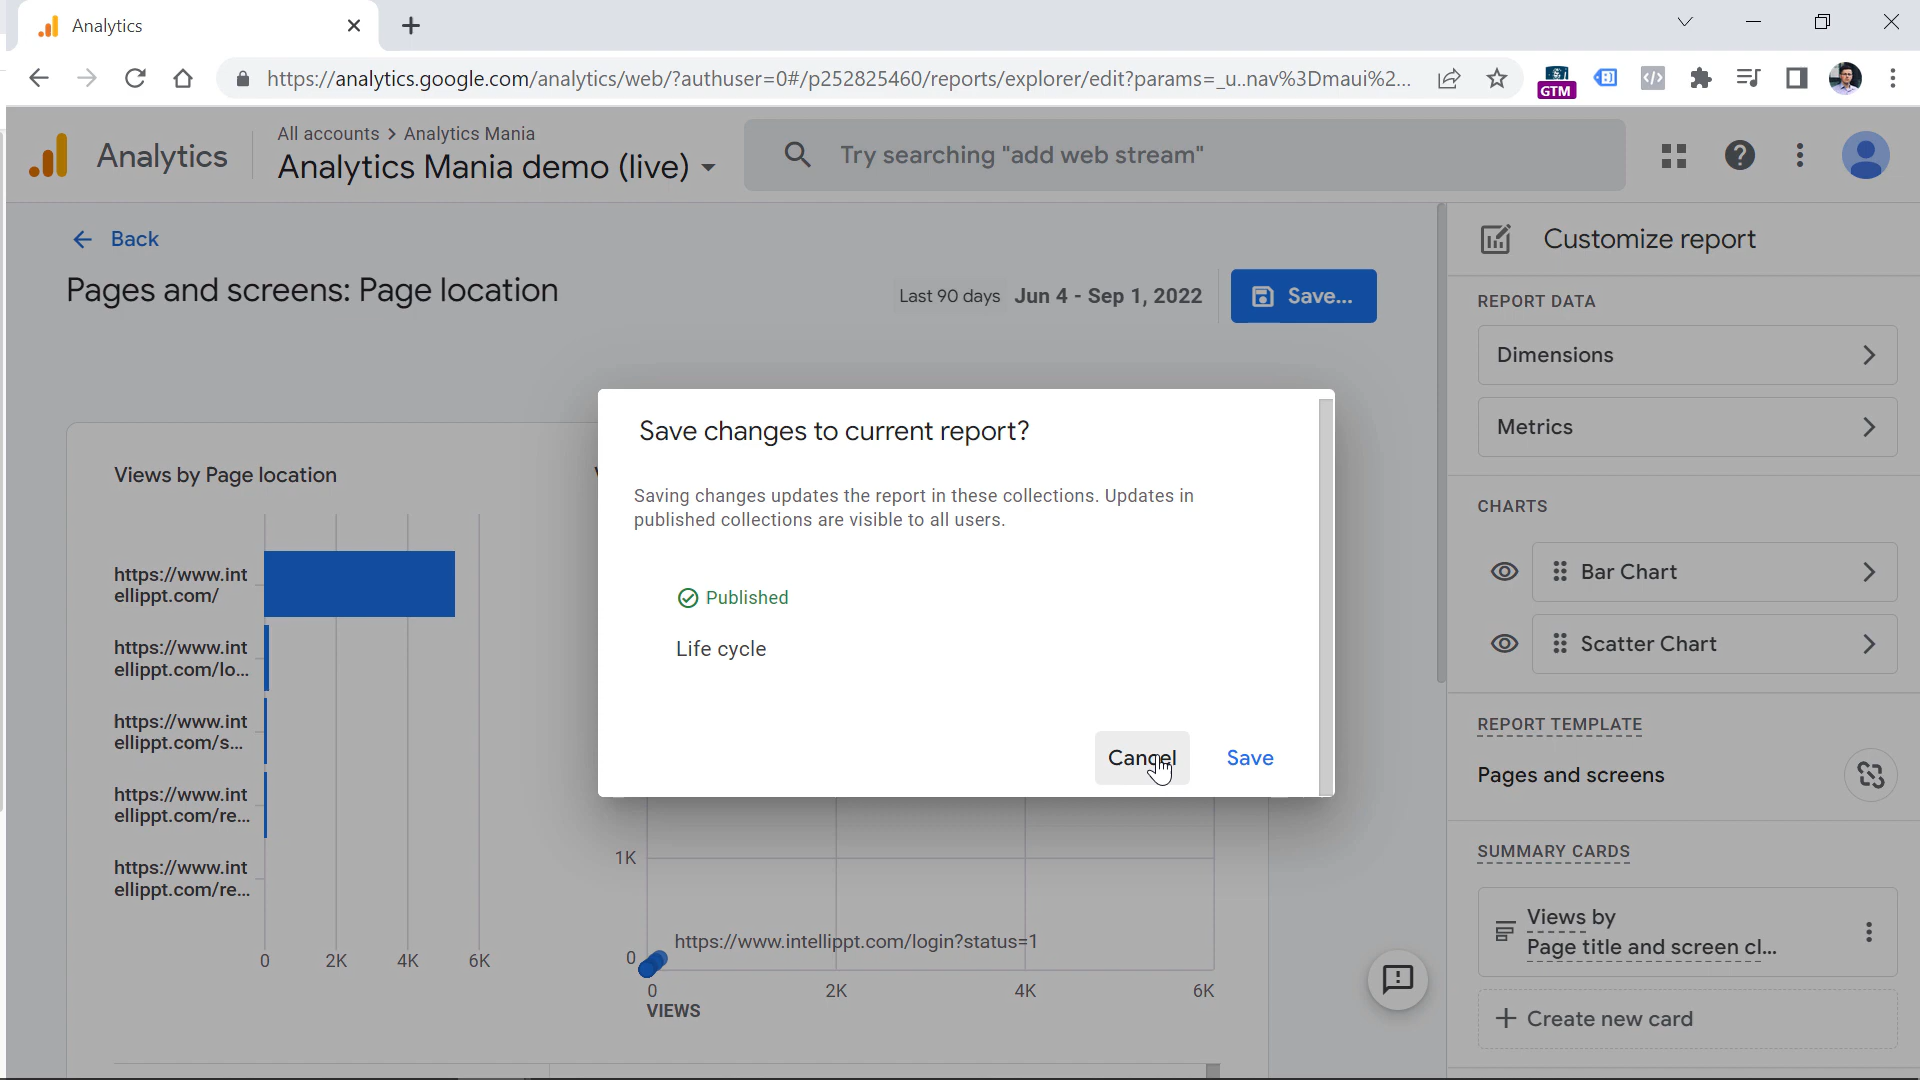 Analytics
https://analytics.google.com/analytics/web/?authuser=0#/p252825460/reports/explorer/edit?params=_u..nav%3Dmaui%2...
GTM
Analytics
All accounts > Analytics Mania
Analytics Mania demo (live)
Try searching "add web stream"
Back
Pages and screens: Page location
Last 90 days Jun 4 - Sep 1, 2022
Save...
Customize report
REPORT DATA
Dimensions
Metrics
CHARTS
Bar Chart
Scatter Chart
REPORT TEMPLATE
Pages and screens
SUMMARY CARDS
Views by
Page title and screen cl...
Create new card
Save changes to current report?
Saving changes updates the report in these collections. Updates in
published collections are visible to all users.
Published
Life cycle
Cancel
Save
Views by Page location
https://www.int
ellippt.com/
https://www.int
ellippt.com/lo...
https://www.int
ellippt.com/s...
https://www.int
ellippt.com/re...
https://www.int
ellippt.com/re...
0 2K 4K 6K
1K
https://www.intellippt.com/login?status=1
0
0 2K 4K 6K
VIEWS